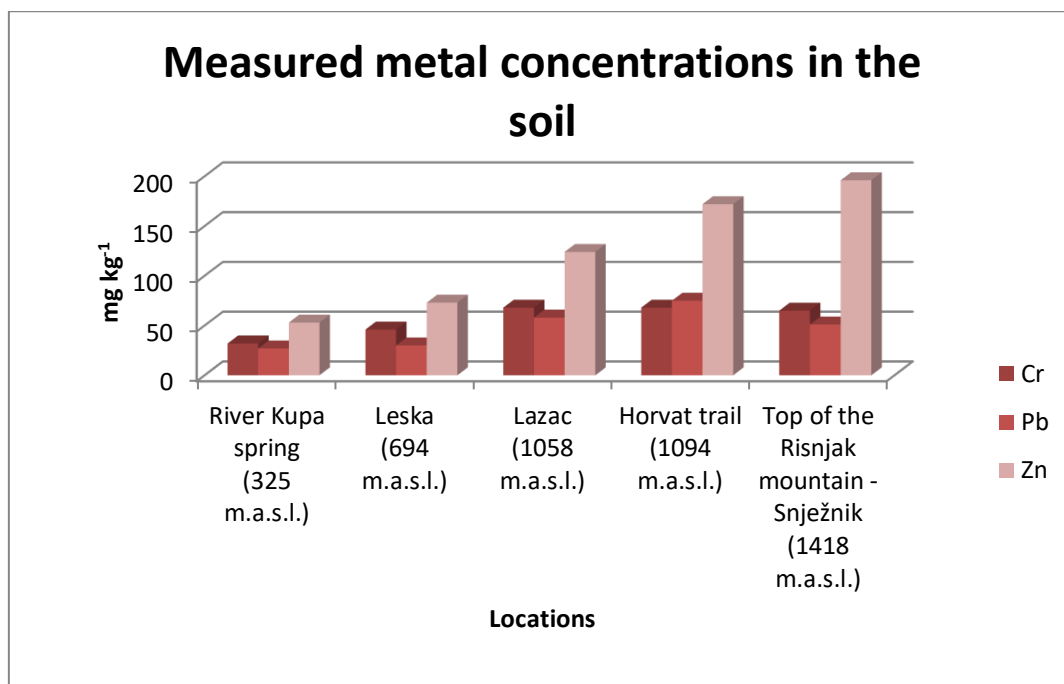 Measured metal concentrations in the
soil
200
150
100
50
0
mg kg⁻¹
River Kupa
spring
(325
m.a.s.l.)
Leska
(694
m.a.s.l.)
Lazac
(1058
m.a.s.l.)
Horvat trail
(1094
m.a.s.l.)
Top of the
Risnjak
mountain -
Snježnik
(1418
m.a.s.l.)
Locations
Cr
Pb
Zn